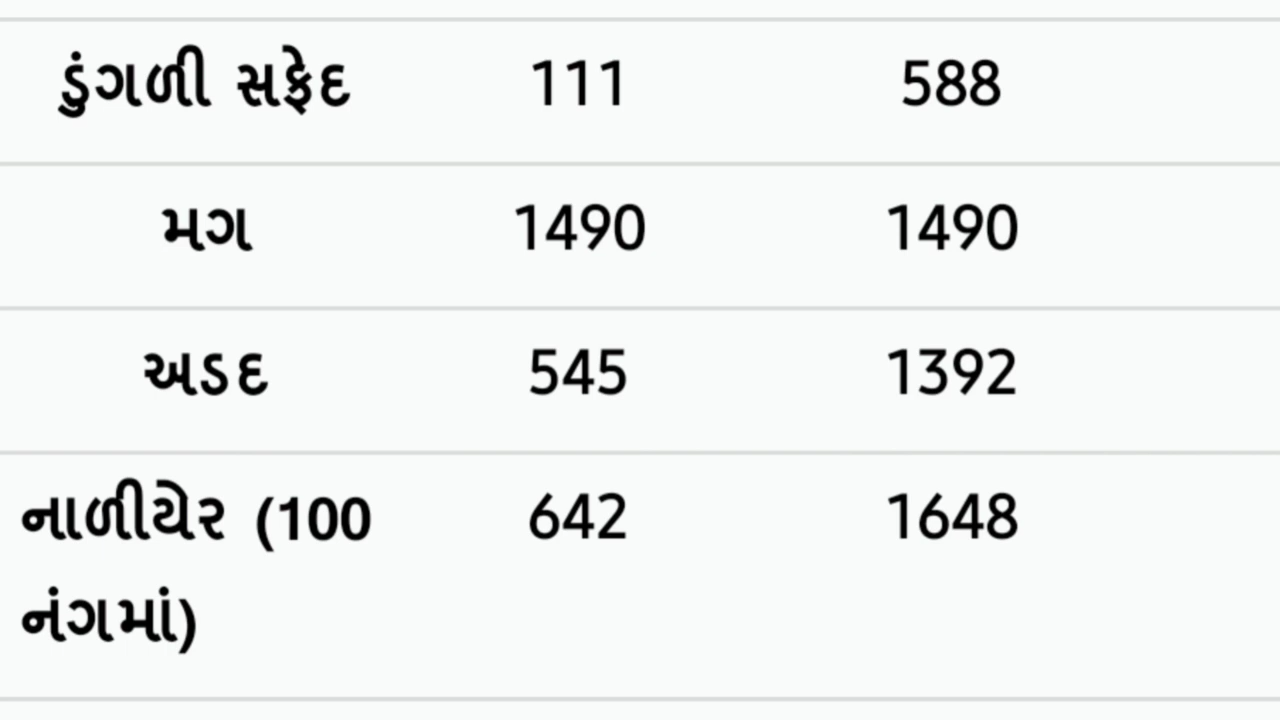 ડુંગળી સફેદ 111 588
મગ 1490 1490
અડદ 545 1392
નાળીયેર (100 642 1648
નંગમાં)